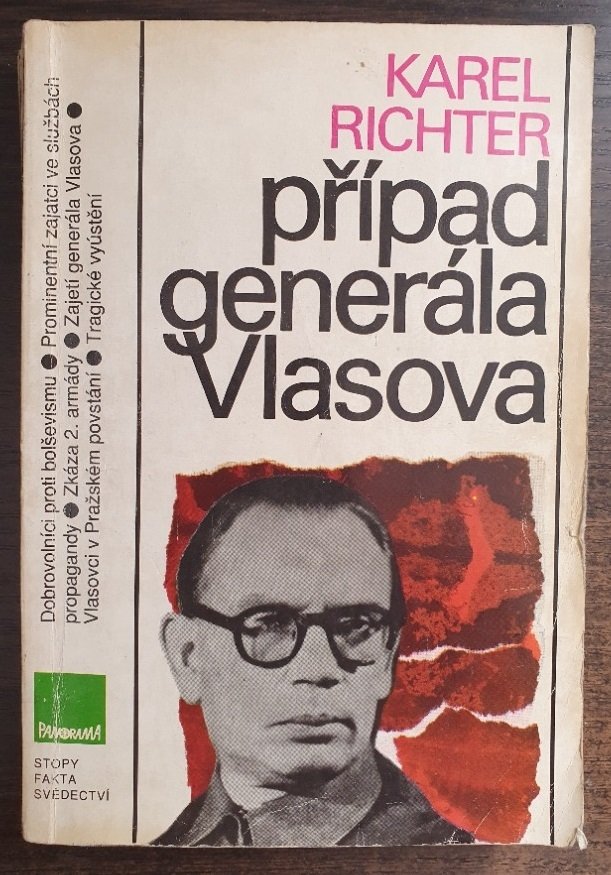 KAREL
RICHTER
případ
generála
Vlasova
Dobrovolníci proti bolševismu ● Prominentní zajatci ve službách
propagandy ● Zkáza 2. armády ● Zajetí generála Vlasova ●
Vlasovci v Pražském povstání ● Tragické vyústění
PANORAMA
STOPY
FAKTA
SVĚDECTVÍ